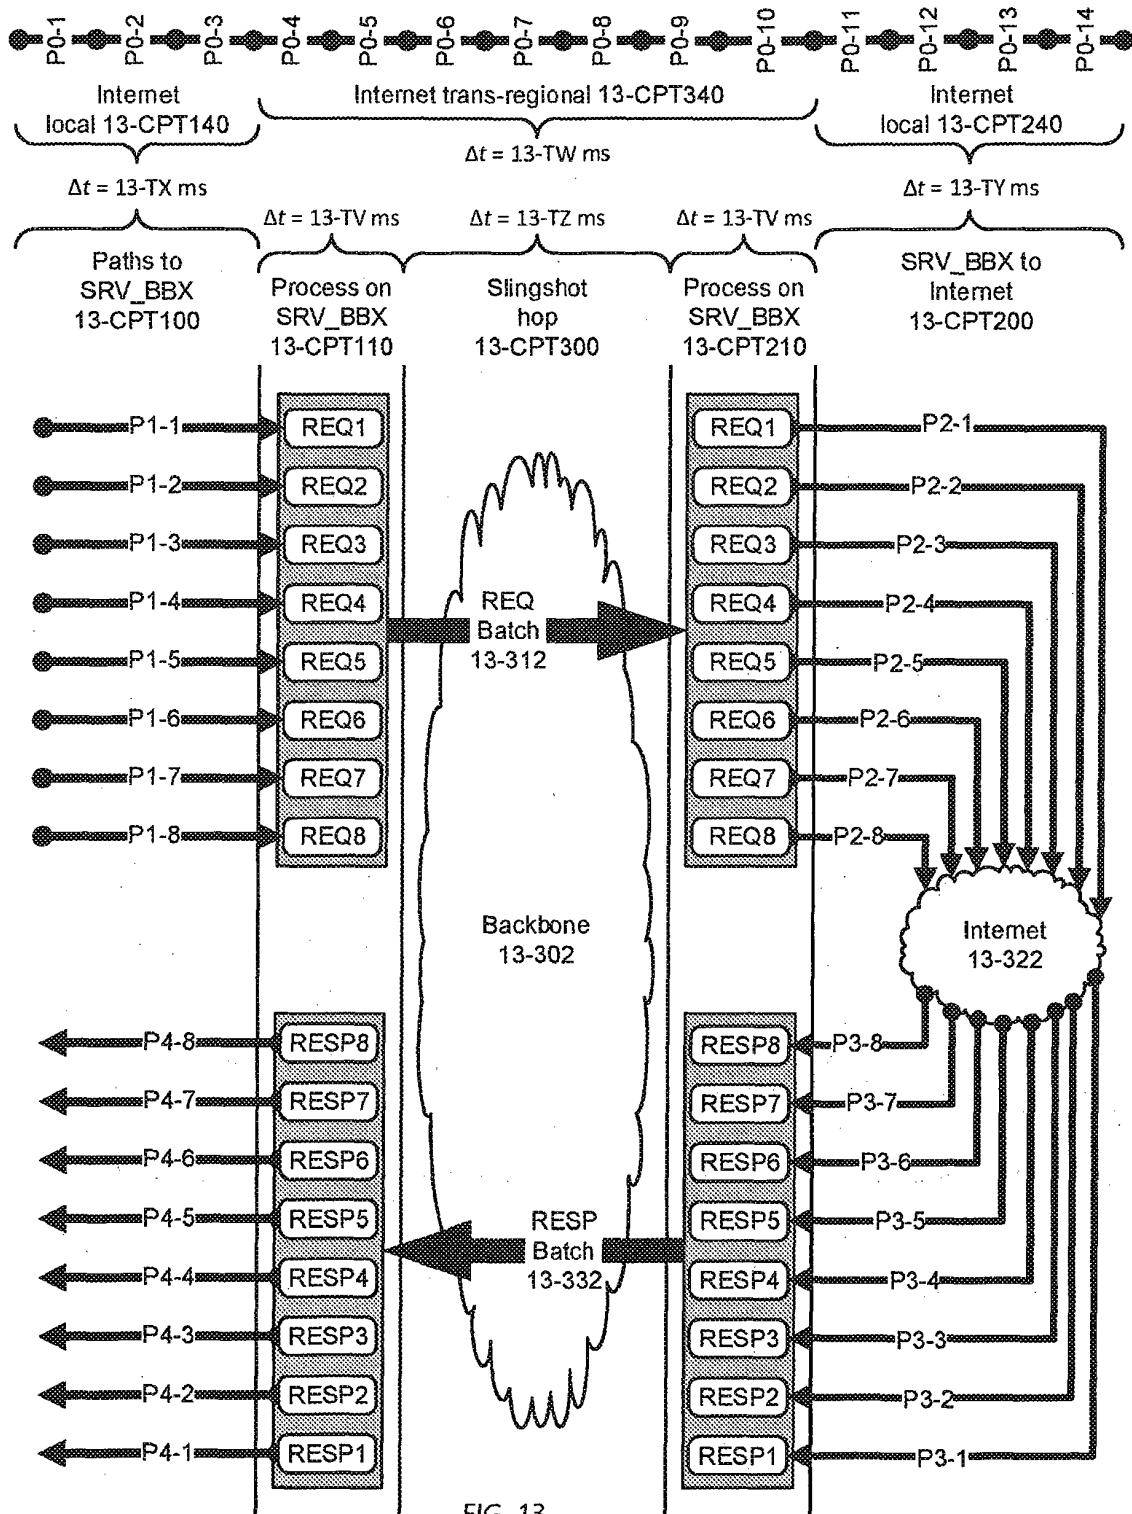 P0-1
P0-2
P0-3
P0-4
P0-5
P0-6
P0-7
P0-8
P0-9
P0-10
P0-11
P0-12
P0-13
P0-14
Internet
local 13-CPT140
Internet trans-regional 13-CPT340
Internet
local 13-CPT240
Δt = 13-TW ms
Δt = 13-TX ms
Δt = 13-TY ms
Δt = 13-TV ms
Δt = 13-TZ ms
Δt = 13-TV ms
Paths to
SRV_BBX
13-CPT100
Process on
SRV_BBX
13-CPT110
Slingshot
hop
13-CPT300
Process on
SRV_BBX
13-CPT210
SRV_BBX to
Internet
13-CPT200
P1-1
REQ1
REQ1
P2-1
P1-2
REQ2
REQ2
P2-2
P1-3
REQ3
REQ3
P2-3
P1-4
REQ4
REQ4
P2-4
REQ
Batch
13-312
P1-5
REQ5
REQ5
P2-5
P1-6
REQ6
REQ6
P2-6
P1-7
REQ7
REQ7
P2-7
P1-8
REQ8
REQ8
P2-8
Backbone
13-302
Internet
13-322
P4-8
RESP8
RESP8
P3-8
P4-7
RESP7
RESP7
P3-7
P4-6
RESP6
RESP6
P3-6
P4-5
RESP5
RESP5
P3-5
RESP
Batch
13-332
P4-4
RESP4
RESP4
P3-4
P4-3
RESP3
RESP3
P3-3
P4-2
RESP2
RESP2
P3-2
P4-1
RESP1
RESP1
P3-1
FIG. 13